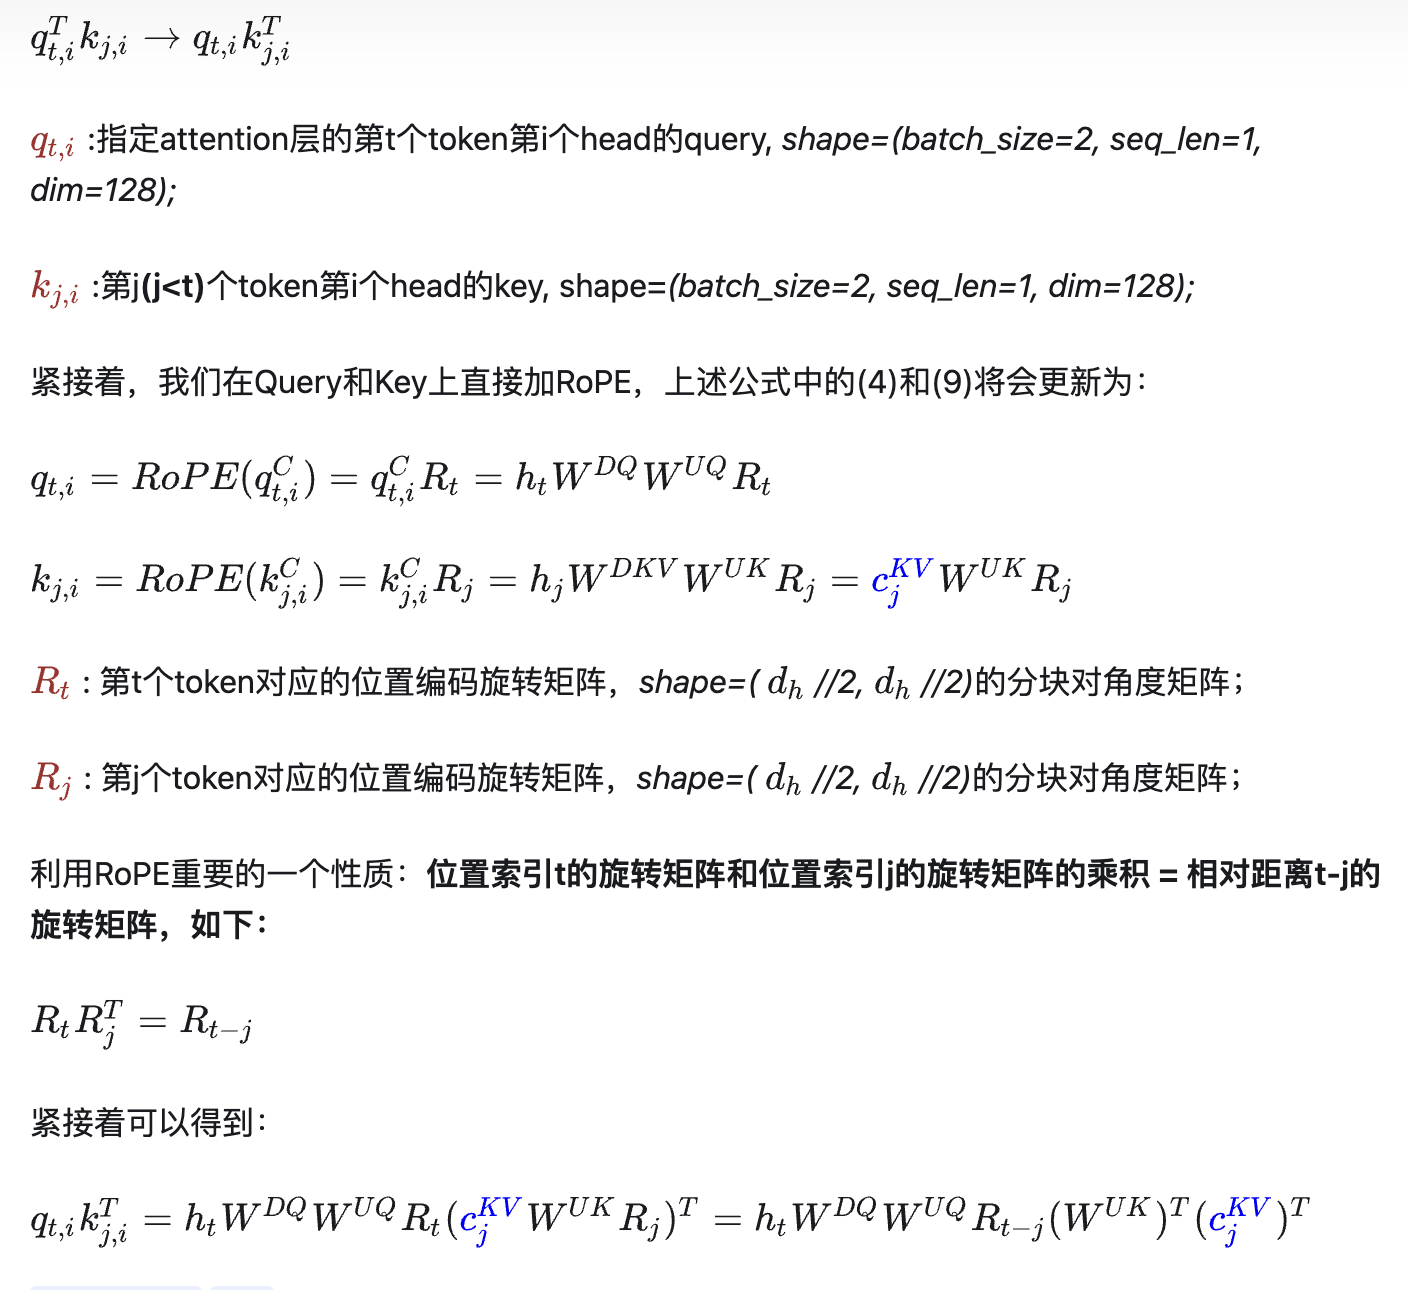 $q_{t,i}^T k_{j,i} \rightarrow q_{t,i} k_{j,i}^T$
$q_{t,i}$ :指定attention层的第t个token第i个head的query, shape=(batch_size=2, seq_len=1,
dim=128);
$k_{j,i}$ :第j(j<t)个token第i个head的key, shape=(batch_size=2, seq_len=1, dim=128);
紧接着，我们在Query和Key上直接加RoPE，上述公式中的(4)和(9)将会更新为：
$q_{t,i} = RoPE(q_{t,i}^C) = q_{t,i}^C R_t = h_t W^{DQ} W^{UQ} R_t$
$k_{j,i} = RoPE(k_{j,i}^C) = k_{j,i}^C R_j = h_j W^{DKV} W^{UK} R_j = c_j^{KV} W^{UK} R_j$
$R_t$ : 第t个token对应的位置编码旋转矩阵，shape=( $d_h$ //2, $d_h$ //2)的分块对角度矩阵；
$R_j$ : 第j个token对应的位置编码旋转矩阵，shape=( $d_h$ //2, $d_h$ //2)的分块对角度矩阵；
利用RoPE重要的一个性质：位置索引t的旋转矩阵和位置索引j的旋转矩阵的乘积 = 相对距离t-j的
旋转矩阵，如下：
$R_t R_j^T = R_{t-j}$
紧接着可以得到：
$q_{t,i} k_{j,i}^T = h_t W^{DQ} W^{UQ} R_t (c_j^{KV} W^{UK} R_j)^T = h_t W^{DQ} W^{UQ} R_{t-j} (W^{UK})^T (c_j^{KV})^T$